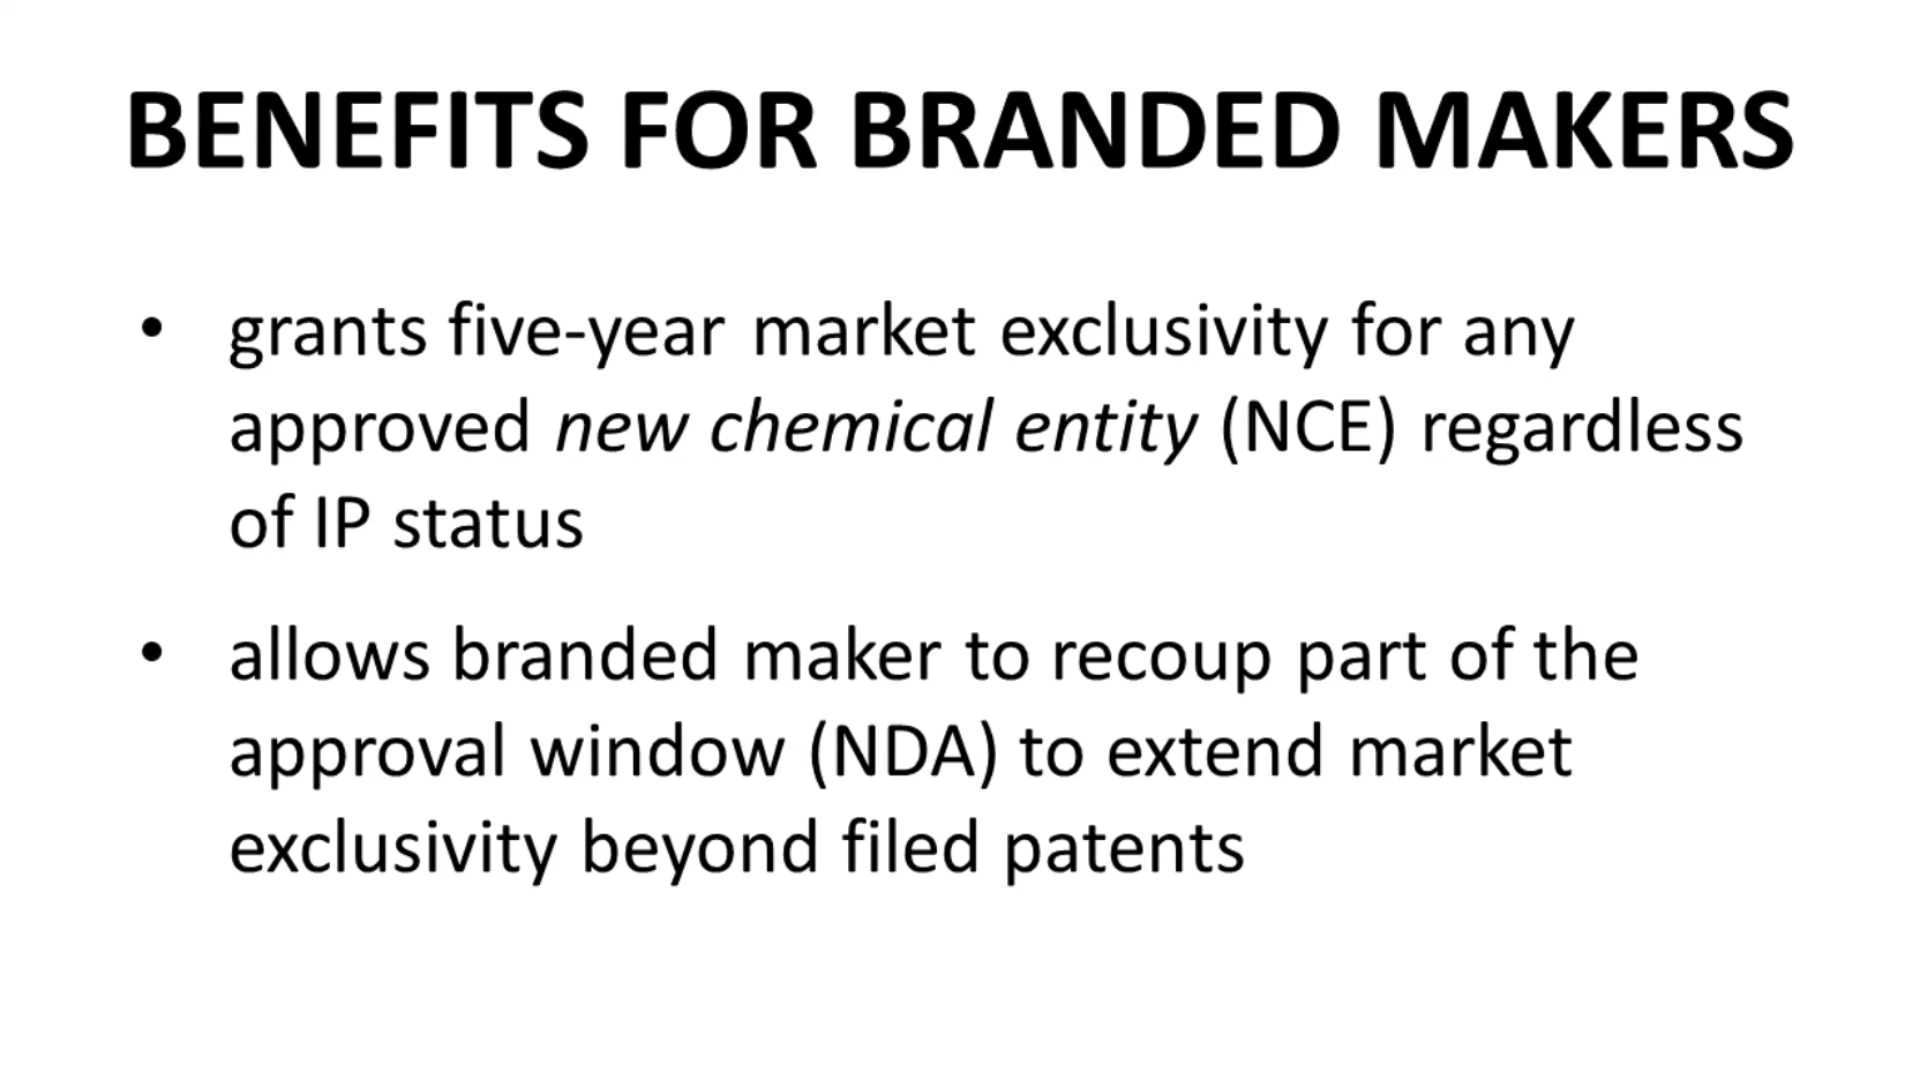 BENEFITS FOR BRANDED MAKERS
• grants five-year market exclusivity for any
approved new chemical entity (NCE) regardless
of IP status
• allows branded maker to recoup part of the
approval window (NDA) to extend market
exclusivity beyond filed patents